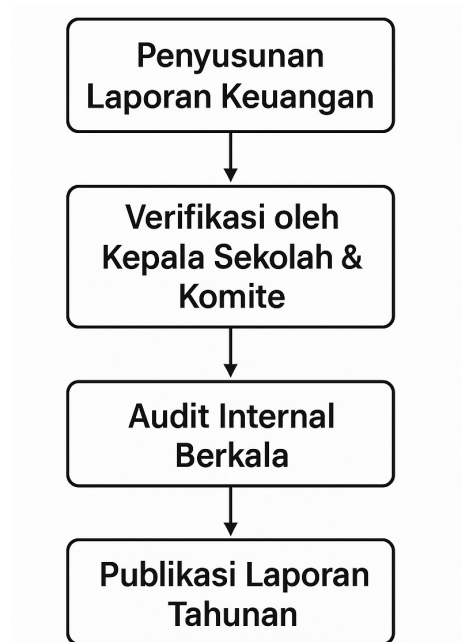 Penyusunan
Laporan Keuangan
Verifikasi oleh
Kepala Sekolah &
Komite
Audit Internal
Berkala
Publikasi Laporan
Tahunan